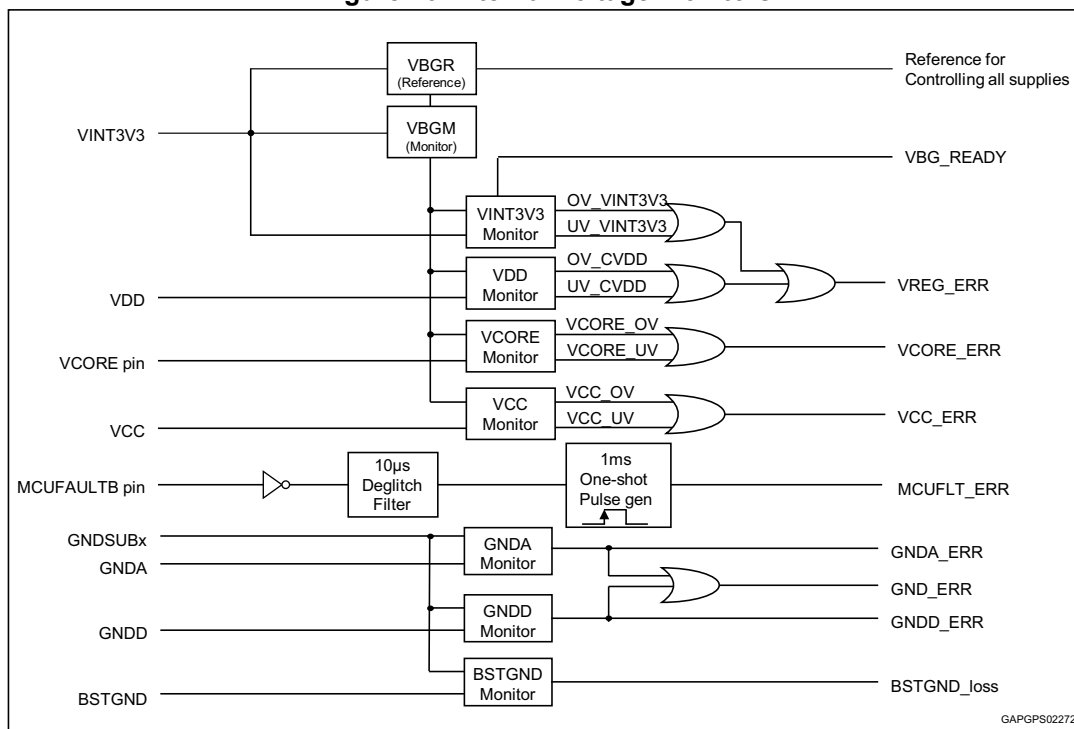 VBGR
(Reference)
Reference for
Controlling all supplies
VINT3V3
VBGM
(Monitor)
VBG_READY
VINT3V3
Monitor
OV_VINT3V3
UV_VINT3V3
VDD
VDD
Monitor
OV_CVDD
UV_CVDD
VREG_ERR
VCORE pin
VCORE
Monitor
VCORE_OV
VCORE_UV
VCORE_ERR
VCC
VCC
Monitor
VCC_OV
VCC_UV
VCC_ERR
MCUFAULTB pin
10µs
Deglitch
Filter
1ms
One-shot
Pulse gen
MCUFLT_ERR
GNDSUBx
GNDA
GNDA
Monitor
GNDA_ERR
GND_ERR
GNDD
GNDD
Monitor
GNDD_ERR
BSTGND
BSTGND
Monitor
BSTGND_loss
GAPGPS02272